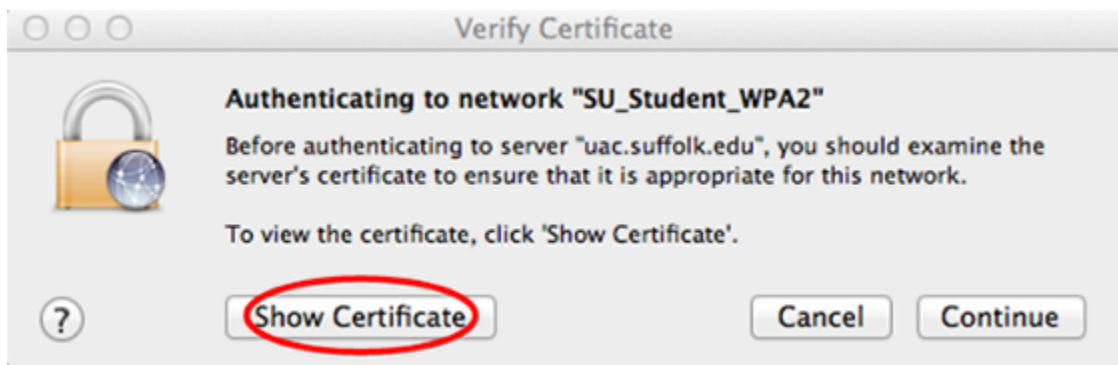 Verify Certificate
Authenticating to network "SU_Student_WPA2"
Before authenticating to server "uac.suffolk.edu", you should examine the
server's certificate to ensure that it is appropriate for this network.
To view the certificate, click 'Show Certificate'.
? Show Certificate Cancel Continue